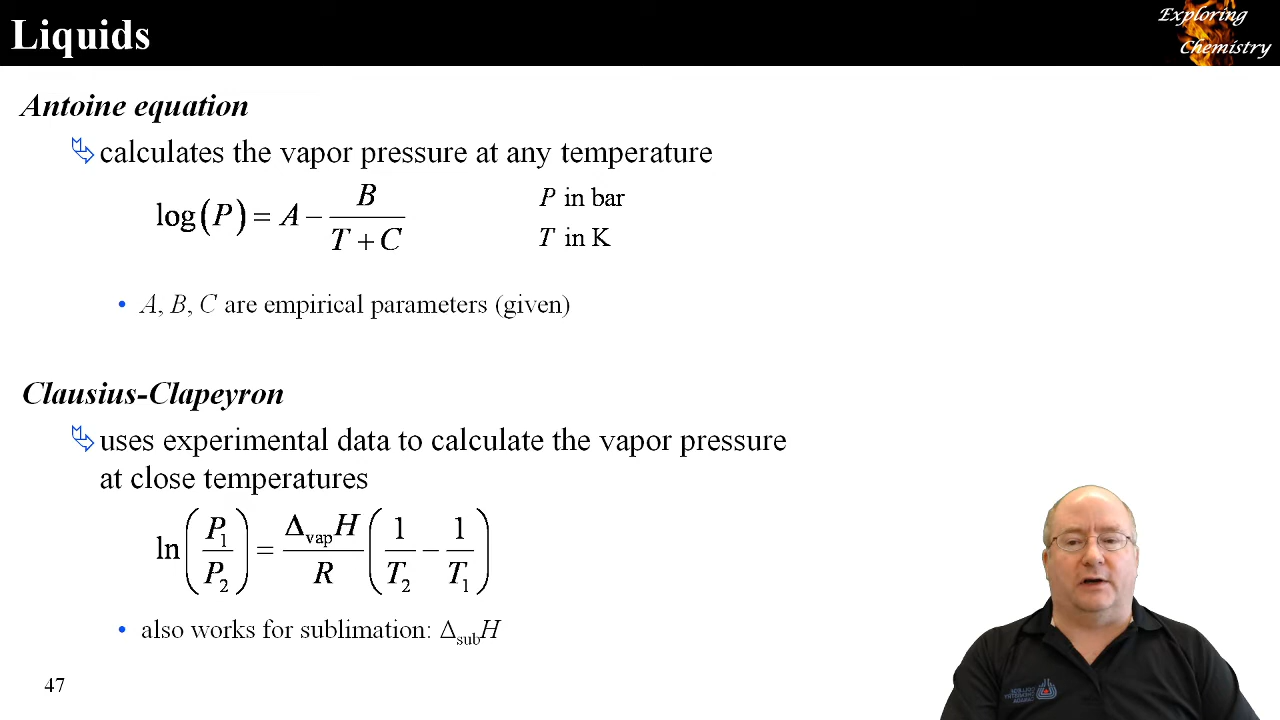 Liquids
Exploring
Chemistry
Antoine equation
calculates the vapor pressure at any temperature
log(P) = A − B / (T + C)
P in bar
T in K
• A, B, C are empirical parameters (given)
Clausius-Clapeyron
uses experimental data to calculate the vapor pressure
at close temperatures
ln(P₁/P₂) = Δ_vap H / R (1/T₂ − 1/T₁)
• also works for sublimation: Δ_sub H
47